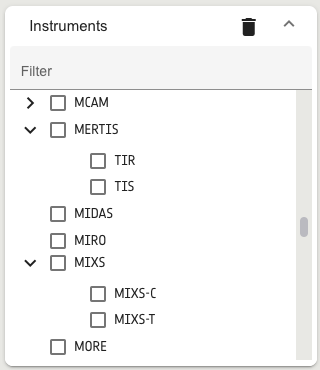 Instruments
Filter
MCAM
MERTIS
TIR
TIS
MIDAS
MIRO
MIXS
MIXS-C
MIXS-T
MORE